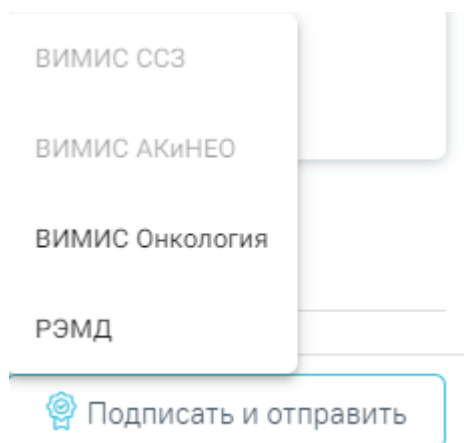 ВИМИС ССЗ
ВИМИС АКиНЕО
ВИМИС Онкология
РЭМД
Подписать и отправить